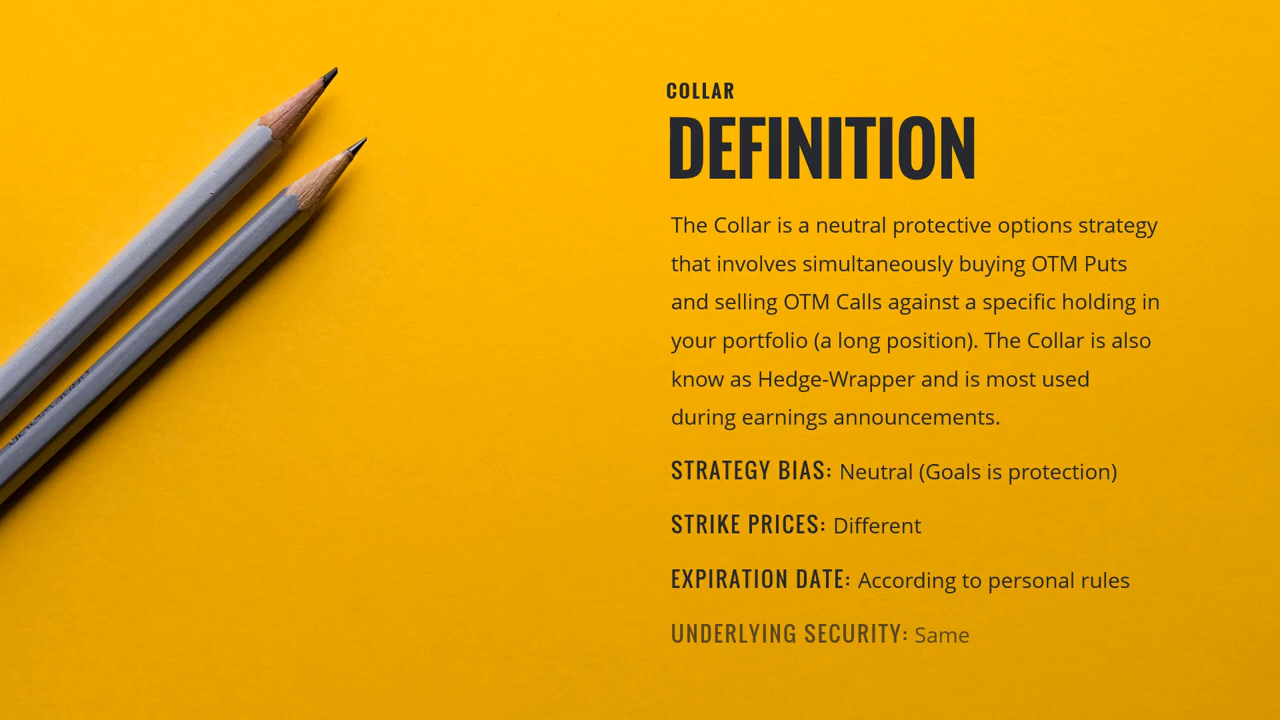 COLLAR
DEFINITION
The Collar is a neutral protective options strategy
that involves simultaneously buying OTM Puts
and selling OTM Calls against a specific holding in
your portfolio (a long position). The Collar is also
know as Hedge-Wrapper and is most used
during earnings announcements.
STRATEGY BIAS: Neutral (Goals is protection)
STRIKE PRICES: Different
EXPIRATION DATE: According to personal rules
UNDERLYING SECURITY: Same